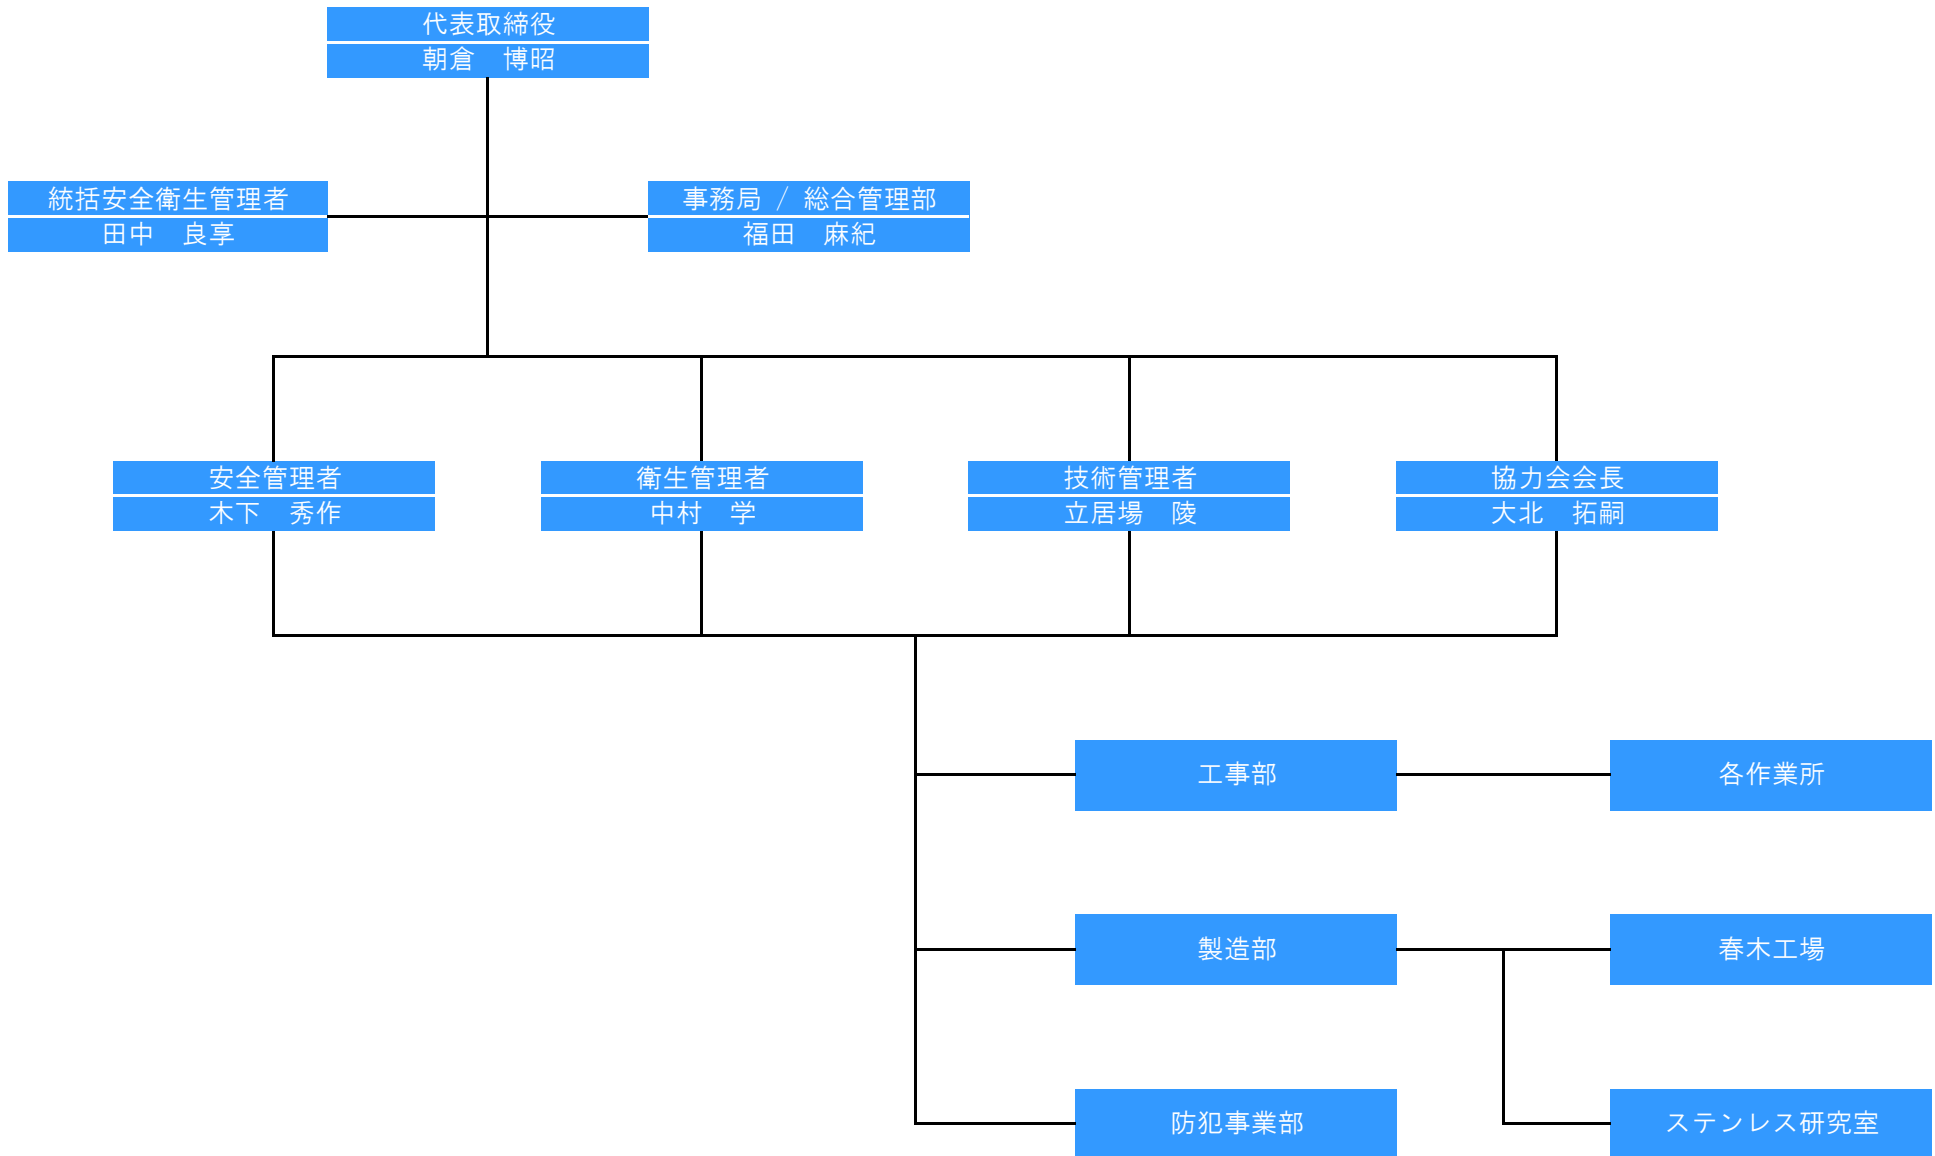 代表取締役
朝倉　博昭
統括安全衛生管理者
田中　良享
事務局 / 総合管理部
福田　麻紀
安全管理者
木下　秀作
衛生管理者
中村　学
技術管理者
立居場　陵
協力会会長
大北　拓嗣
工事部
各作業所
製造部
春木工場
防犯事業部
ステンレス研究室